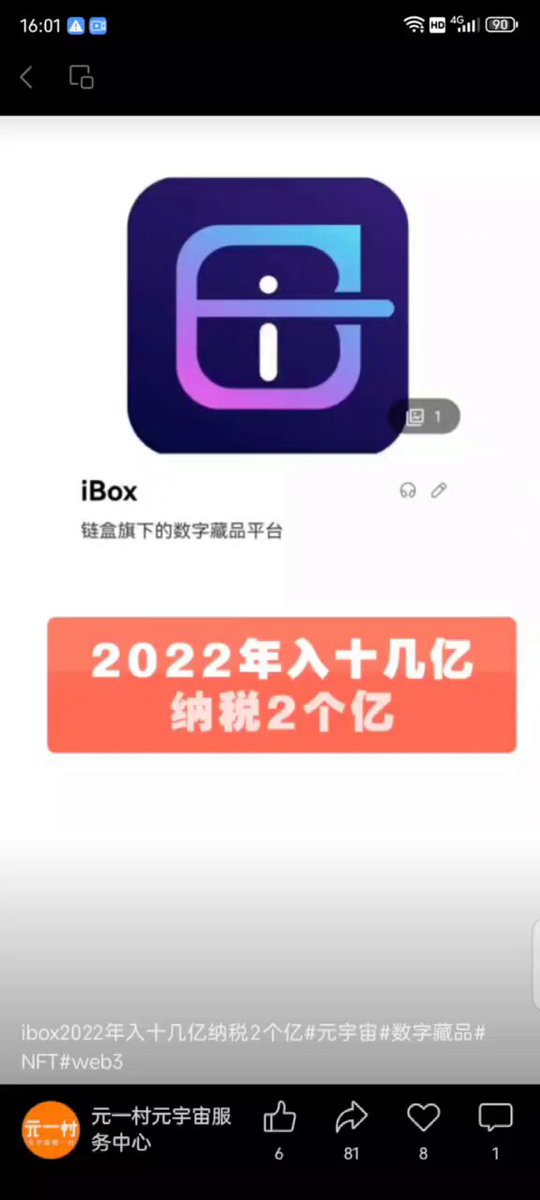 16:01
HD
4G
90
i
1
iBox
链盒旗下的数字藏品平台
2022年入十几亿
纳税2个亿
ibox2022年入十几亿纳税2个亿#元宇宙#数字藏品#
NFT#web3
元一村
元一村元宇宙服
务中心
6
81
8
1